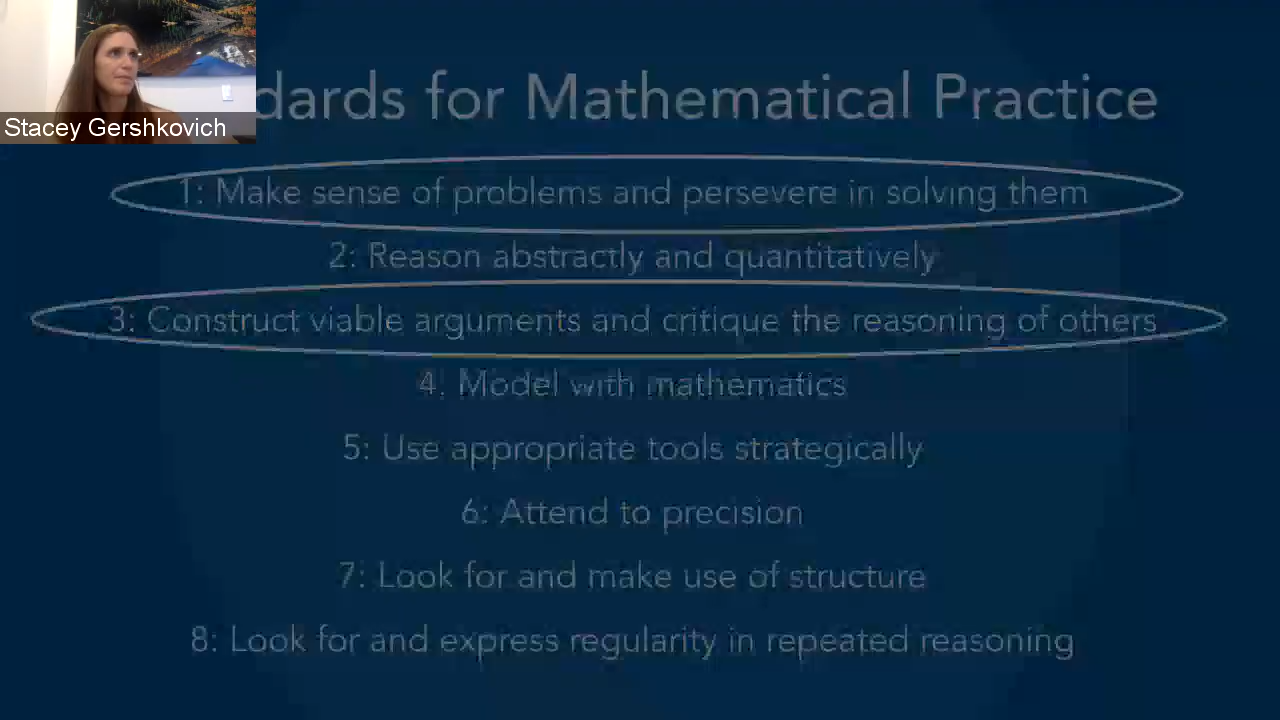 dards for Mathematical Practice
Stacey Gershkovich
1: Make sense of problems and persevere in solving them
2: Reason abstractly and quantitatively
3: Construct viable arguments and critique the reasoning of others
4. Model with mathematics
5: Use appropriate tools strategically
6: Attend to precision
7: Look for and make use of structure
8: Look for and express regularity in repeated reasoning